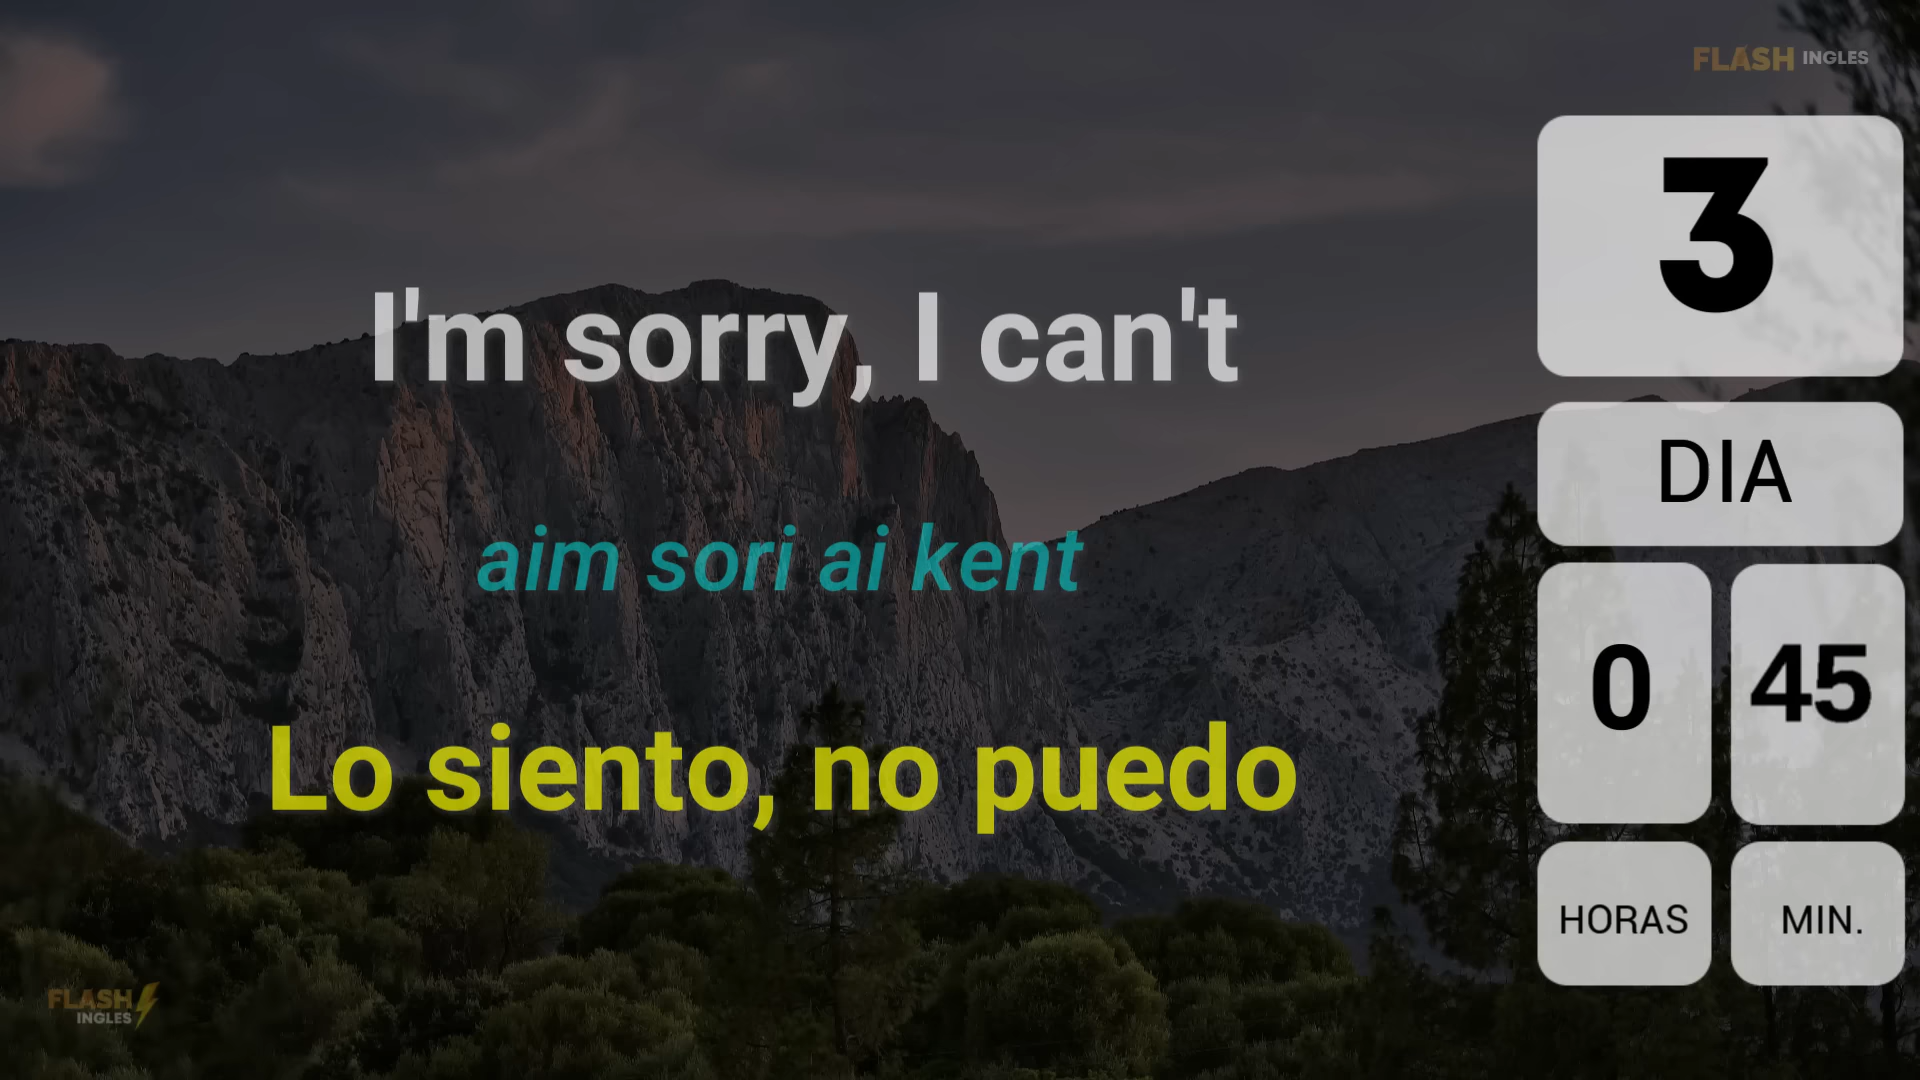 FLASH INGLES
3
DIA
0 45
HORAS MIN.
I'm sorry, I can't
aim sori ai kent
Lo siento, no puedo
FLASH
INGLES